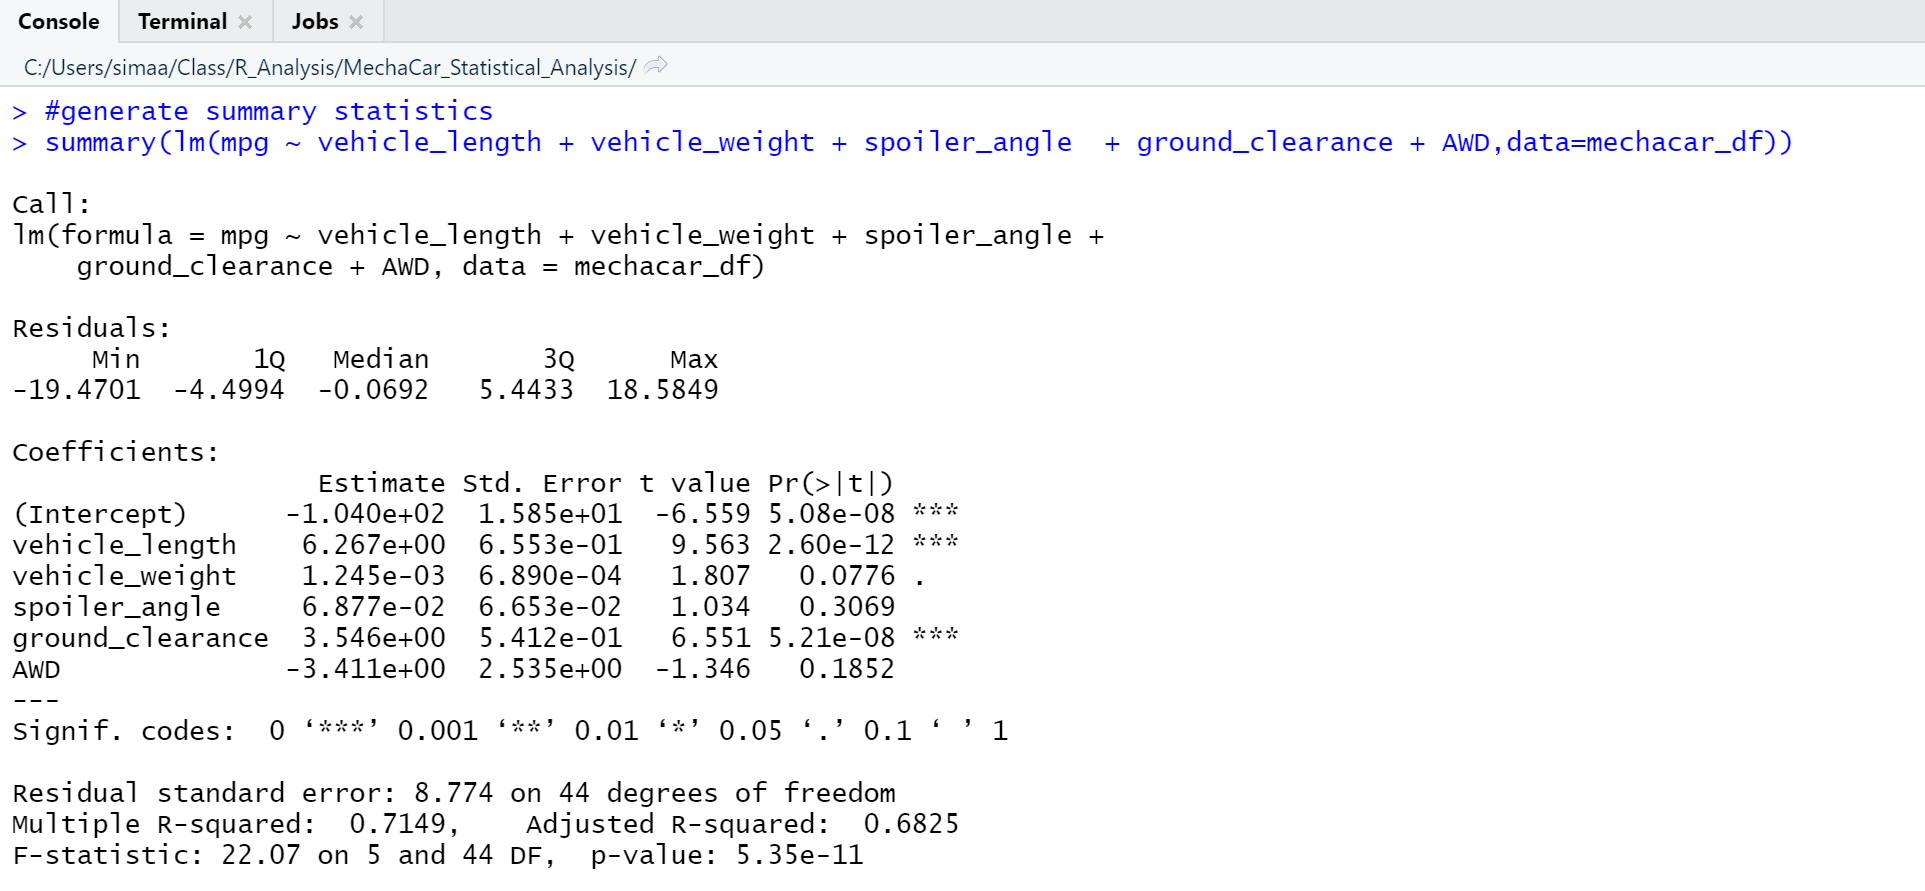 Console Terminal Jobs
C:/Users/simaa/Class/R_Analysis/MechaCar_Statistical_Analysis/
> #generate summary statistics
> summary(lm(mpg ~ vehicle_length + vehicle_weight + spoiler_angle  + ground_clearance + AWD,data=mechacar_df))
Call:
lm(formula = mpg ~ vehicle_length + vehicle_weight + spoiler_angle +
    ground_clearance + AWD, data = mechacar_df)
Residuals:
     Min       1Q   Median       3Q      Max
-19.4701  -4.4994  -0.0692   5.4433  18.5849
Coefficients:
                   Estimate Std. Error t value Pr(>|t|)
(Intercept)      -1.040e+02  1.585e+01  -6.559 5.08e-08 ***
vehicle_length    6.267e+00  6.553e-01   9.563 2.60e-12 ***
vehicle_weight    1.245e-03  6.890e-04   1.807   0.0776 .
spoiler_angle     6.877e-02  6.653e-02   1.034   0.3069
ground_clearance  3.546e+00  5.412e-01   6.551 5.21e-08 ***
AWD              -3.411e+00  2.535e+00  -1.346   0.1852
---
Signif. codes:  0 ‘***’ 0.001 ‘**’ 0.01 ‘*’ 0.05 ‘.’ 0.1 ‘ ’ 1
Residual standard error: 8.774 on 44 degrees of freedom
Multiple R-squared:  0.7149,    Adjusted R-squared:  0.6825
F-statistic: 22.07 on 5 and 44 DF,  p-value: 5.35e-11